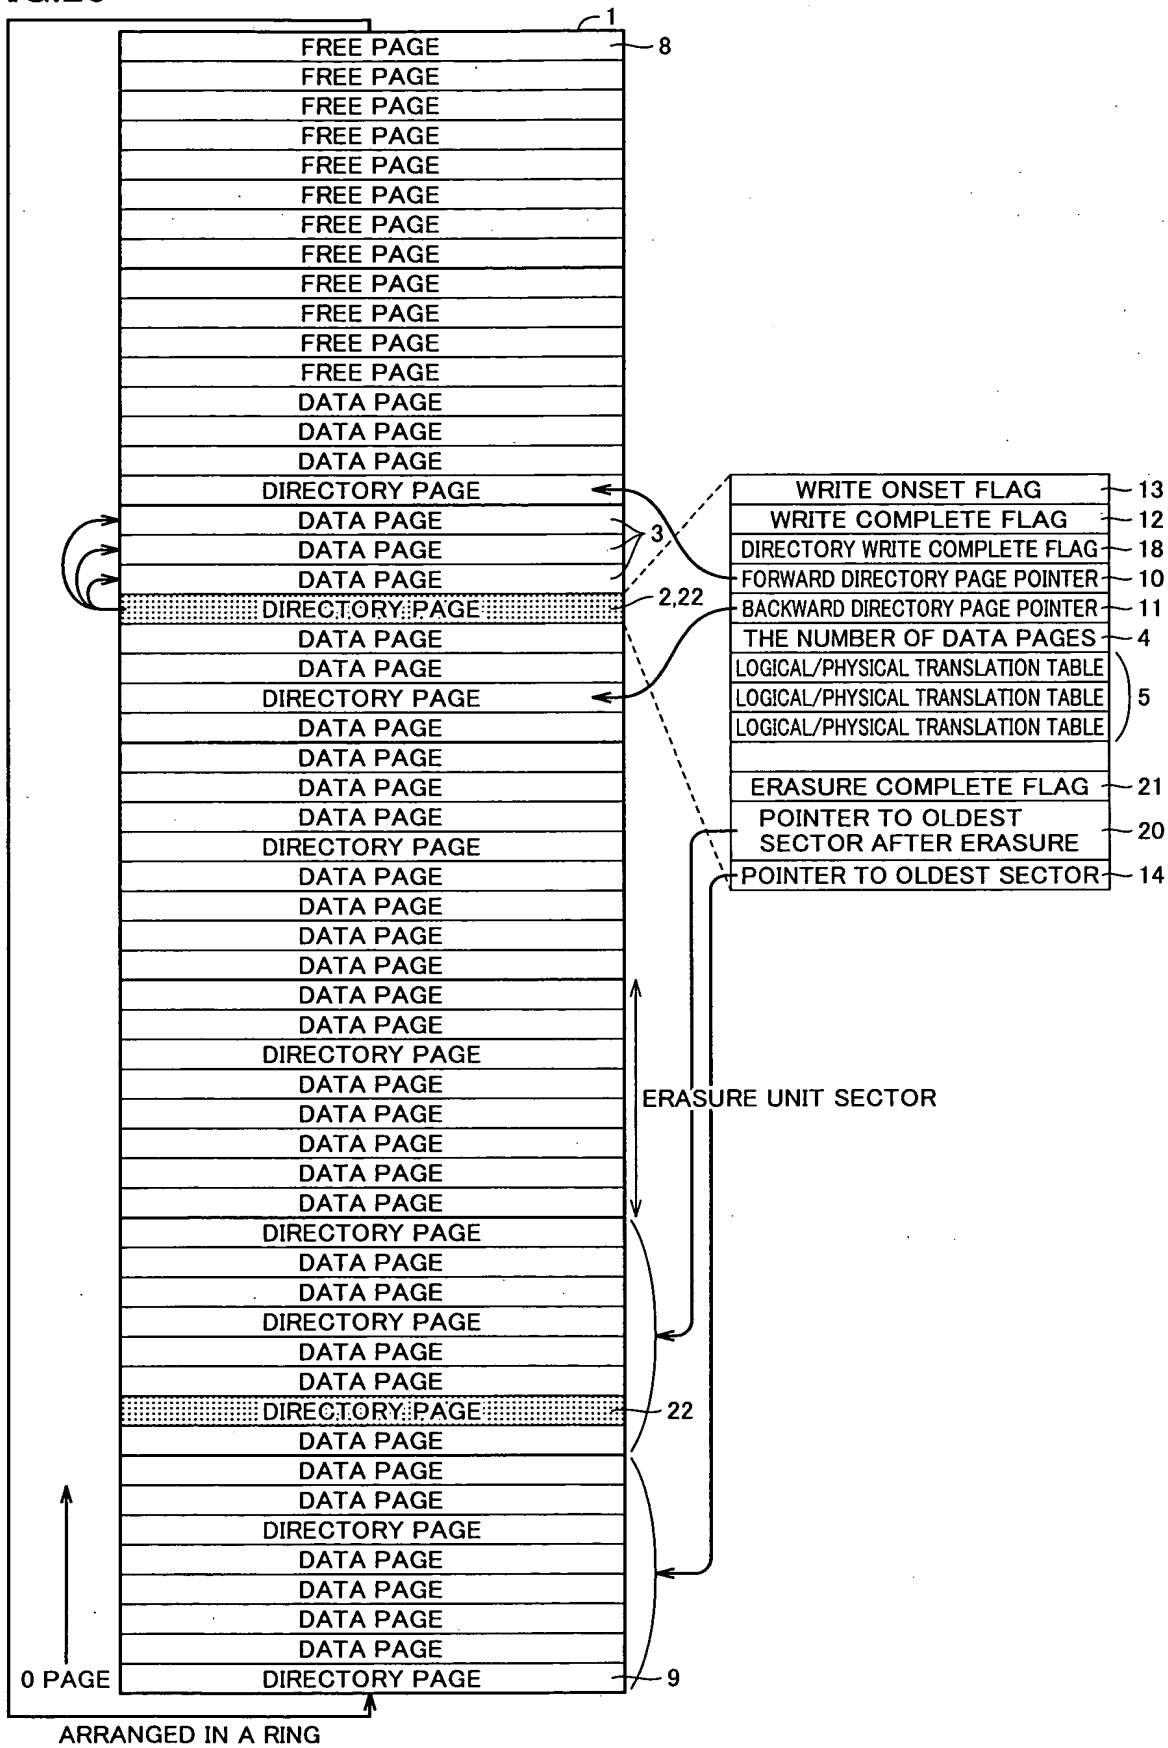 1
FREE PAGE 8
FREE PAGE
FREE PAGE
FREE PAGE
FREE PAGE
FREE PAGE
FREE PAGE
FREE PAGE
FREE PAGE
FREE PAGE
FREE PAGE
FREE PAGE
DATA PAGE
DATA PAGE
DATA PAGE
DIRECTORY PAGE
DATA PAGE
DATA PAGE 3
DATA PAGE
DIRECTORY PAGE 2,22
DATA PAGE
DATA PAGE
DIRECTORY PAGE
DATA PAGE
DATA PAGE
DATA PAGE
DATA PAGE
DIRECTORY PAGE
DATA PAGE
DATA PAGE
DATA PAGE
DATA PAGE
DATA PAGE
DATA PAGE
DIRECTORY PAGE
DATA PAGE
DATA PAGE
DATA PAGE
DATA PAGE
DATA PAGE
DIRECTORY PAGE
DATA PAGE
DATA PAGE
DIRECTORY PAGE
DATA PAGE
DATA PAGE
DIRECTORY PAGE 22
DATA PAGE
DATA PAGE
DATA PAGE
DIRECTORY PAGE
DATA PAGE
DATA PAGE
DATA PAGE
DATA PAGE
0 PAGE DIRECTORY PAGE 9
ARRANGED IN A RING
WRITE ONSET FLAG 13
WRITE COMPLETE FLAG 12
DIRECTORY WRITE COMPLETE FLAG 18
FORWARD DIRECTORY PAGE POINTER 10
BACKWARD DIRECTORY PAGE POINTER 11
THE NUMBER OF DATA PAGES 4
LOGICAL/PHYSICAL TRANSLATION TABLE
LOGICAL/PHYSICAL TRANSLATION TABLE 5
LOGICAL/PHYSICAL TRANSLATION TABLE
ERASURE COMPLETE FLAG 21
POINTER TO OLDEST
SECTOR AFTER ERASURE 20
POINTER TO OLDEST SECTOR 14
ERASURE UNIT SECTOR